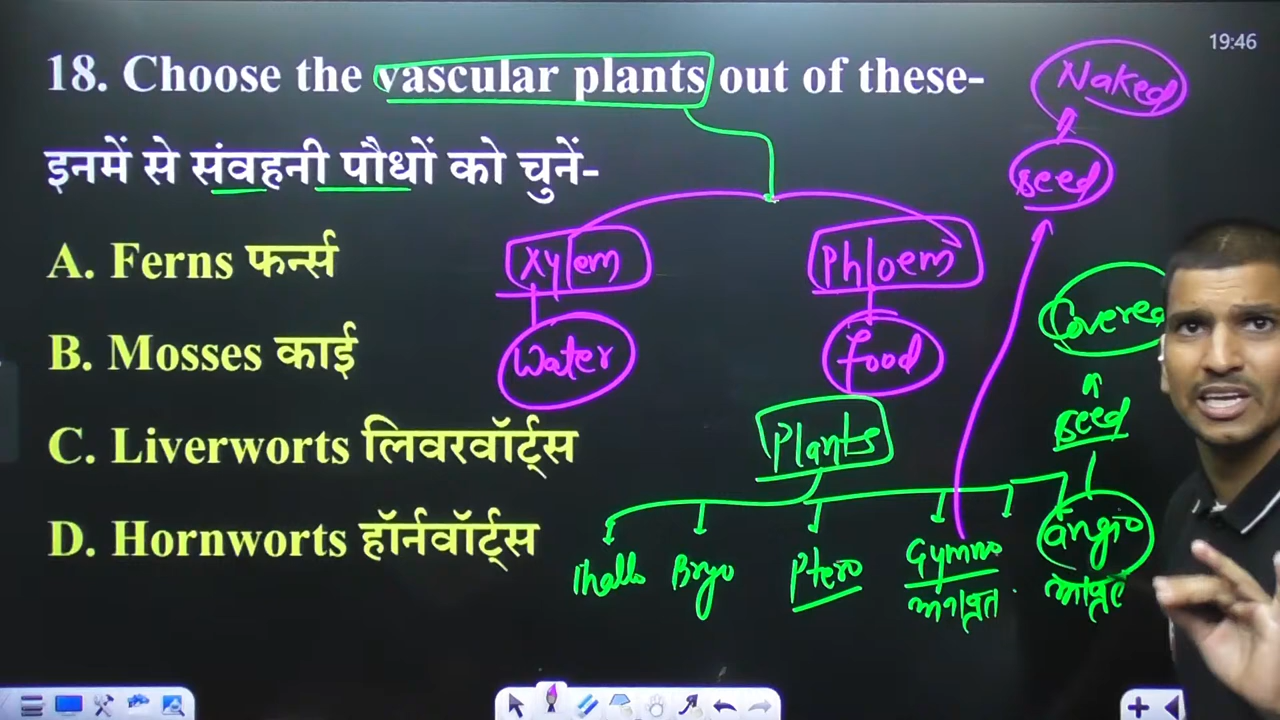 19:46
18. Choose the vascular plants out of these-
इनमें से संवहनी पौधों को चुनें-
A. Ferns फर्न्स
B. Mosses काई
C. Liverworts लिवरवॉर्ट्स
D. Hornworts हॉर्नवॉर्ट्स
Xylem
Water
Phloem
food
Naked
seed
Covered
seed
Plants
Thallo Bryo Ptero Gymno angio
अनावृत